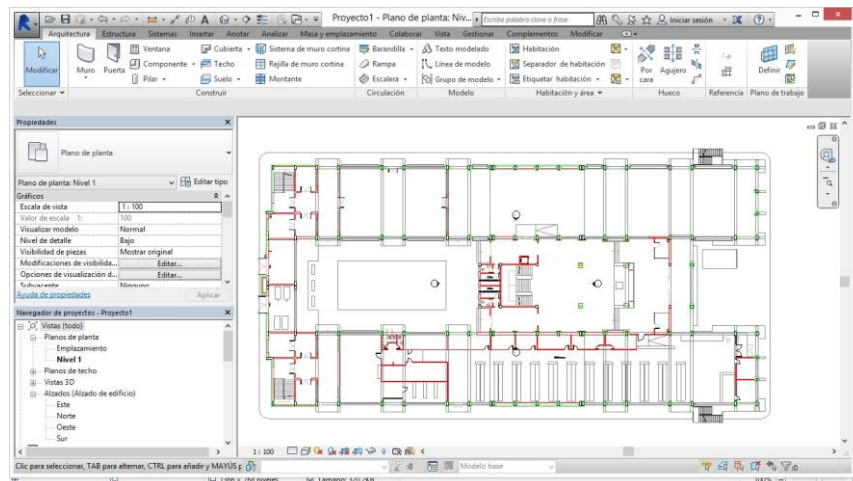 Proyecto1 - Plano de planta: Niv...
Escriba palabra clave o frase
Iniciar sesión
Arquitectura Estructura Sistemas Insertar Anotar Analizar Masa y emplazamiento Colaborar Vista Gestionar Complementos Modificar
Modificar
Muro
Puerta
Ventana
Componente
Pilar
Cubierta
Techo
Suelo
Sistema de muro cortina
Rejilla de muro cortina
Montante
Barandilla
Rampa
Escalera
Texto modelado
Línea de modelo
Grupo de modelo
Habitación
Separador de habitación
Etiquetar habitación
Por cara
Agujero
Definir
Seleccionar
Construir
Circulación
Modelo
Habitación y área
Hueco
Referencia
Plano de trabajo
Propiedades
Plano de planta
Plano de planta: Nivel 1
Editar tipo
Gráficos
Escala de vista 1 : 100
Valor de escala 1: 100
Visualizar modelo Normal
Nivel de detalle Bajo
Visibilidad de piezas Mostrar original
Modificaciones de visibilida... Editar...
Opciones de visualización d... Editar...
Subyacente Ninguno
Ayuda de propiedades
Aplicar
Navegador de proyectos - Proyecto1
Vistas (todo)
Planos de planta
Emplazamiento
Nivel 1
Planos de techo
Vistas 3D
Alzados (Alzado de edificio)
Este
Norte
Oeste
Sur
1 : 100
Clic para seleccionar, TAB para alternar, CTRL para añadir y MAYÚS p
:0
Modelo base
:0